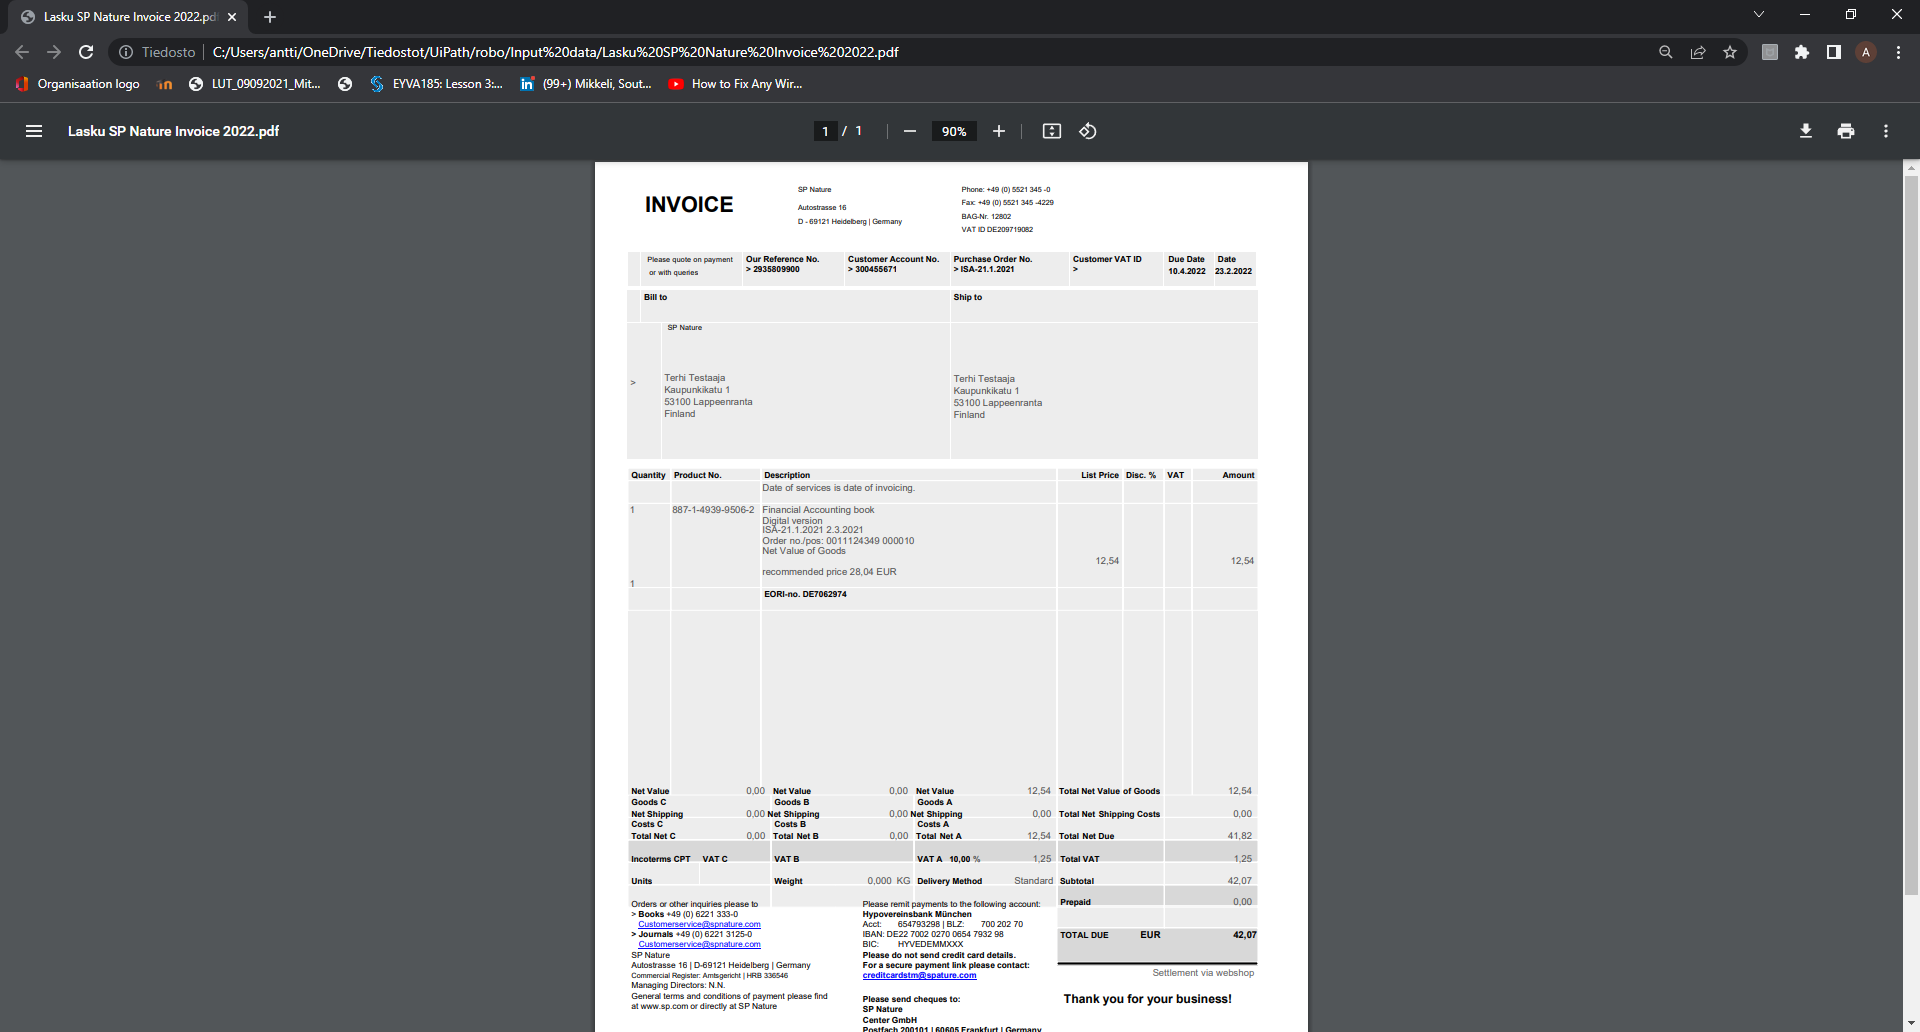 Lasku SP Nature Invoice 2022.pd
Tiedosto C:/Users/antti/OneDrive/Tiedostot/UiPath/robo/Input%20data/Lasku%20SP%20Nature%20Invoice%202022.pdf
A
Organisaation logo LUT_09092021_Mit... EYVA185: Lesson 3:... (99+) Mikkeli, Sout... How to Fix Any Wir...
Lasku SP Nature Invoice 2022.pdf 1 / 1 90%
INVOICE
SP Nature
Autostrasse 16
D - 69121 Heidelberg | Germany
Phone: +49 (0) 5521 345 -0
Fax: +49 (0) 5521 345 -4229
BAG-Nr. 12802
VAT ID DE209719082
Please quote on payment
or with queries
Our Reference No.
> 2935809900
Customer Account No.
> 300455671
Purchase Order No.
> ISA-21.1.2021
Customer VAT ID
>
Due Date
10.4.2022
Date
23.2.2022
Bill to
Ship to
SP Nature
>
Terhi Testaaja
Kaupunkikatu 1
53100 Lappeenranta
Finland
Terhi Testaaja
Kaupunkikatu 1
53100 Lappeenranta
Finland
Quantity Product No. Description List Price Disc. % VAT Amount
Date of services is date of invoicing.
1 887-1-4939-9506-2 Financial Accounting book
Digital version
ISA-21.1.2021 2.3.2021
Order no./pos: 0011124349 000010
Net Value of Goods
12,54 12,54
recommended price 28,04 EUR
1
EORI-no. DE7062974
Net Value 0,00 Net Value 0,00 Net Value 12,54 Total Net Value of Goods 12,54
Goods C Goods B Goods A
Net Shipping 0,00 Net Shipping 0,00 Net Shipping 0,00 Total Net Shipping Costs 0,00
Costs C Costs B Costs A
Total Net C 0,00 Total Net B 0,00 Total Net A 12,54 Total Net Due 41,82
Incoterms CPT VAT C VAT B VAT A 10,00 % 1,25 Total VAT 1,25
Units Weight 0,000 KG Delivery Method Standard Subtotal 42,07
Prepaid 0,00
TOTAL DUE EUR 42,07
Settlement via webshop
Thank you for your business!
Orders or other inquiries please to
> Books +49 (0) 6221 333-0
Customerservice@spnature.com
> Journals +49 (0) 6221 3125-0
Customerservice@spnature.com
SP Nature
Autostrasse 16 | D-69121 Heidelberg | Germany
Commercial Register: Amtsgericht | HRB 336546
Managing Directors: N.N.
General terms and conditions of payment please find
at www.sp.com or directly at SP Nature
Please remit payments to the following account:
Hypovereinsbank München
Acct: 654793298 | BLZ: 700 202 70
IBAN: DE22 7002 0270 0654 7932 98
BIC: HYVEDEMMXXX
Please do not send credit card details.
For a secure payment link please contact:
creditcardstm@spature.com
Please send cheques to:
SP Nature
Center GmbH
Postfach 200101 | 60605 Frankfurt | Germany